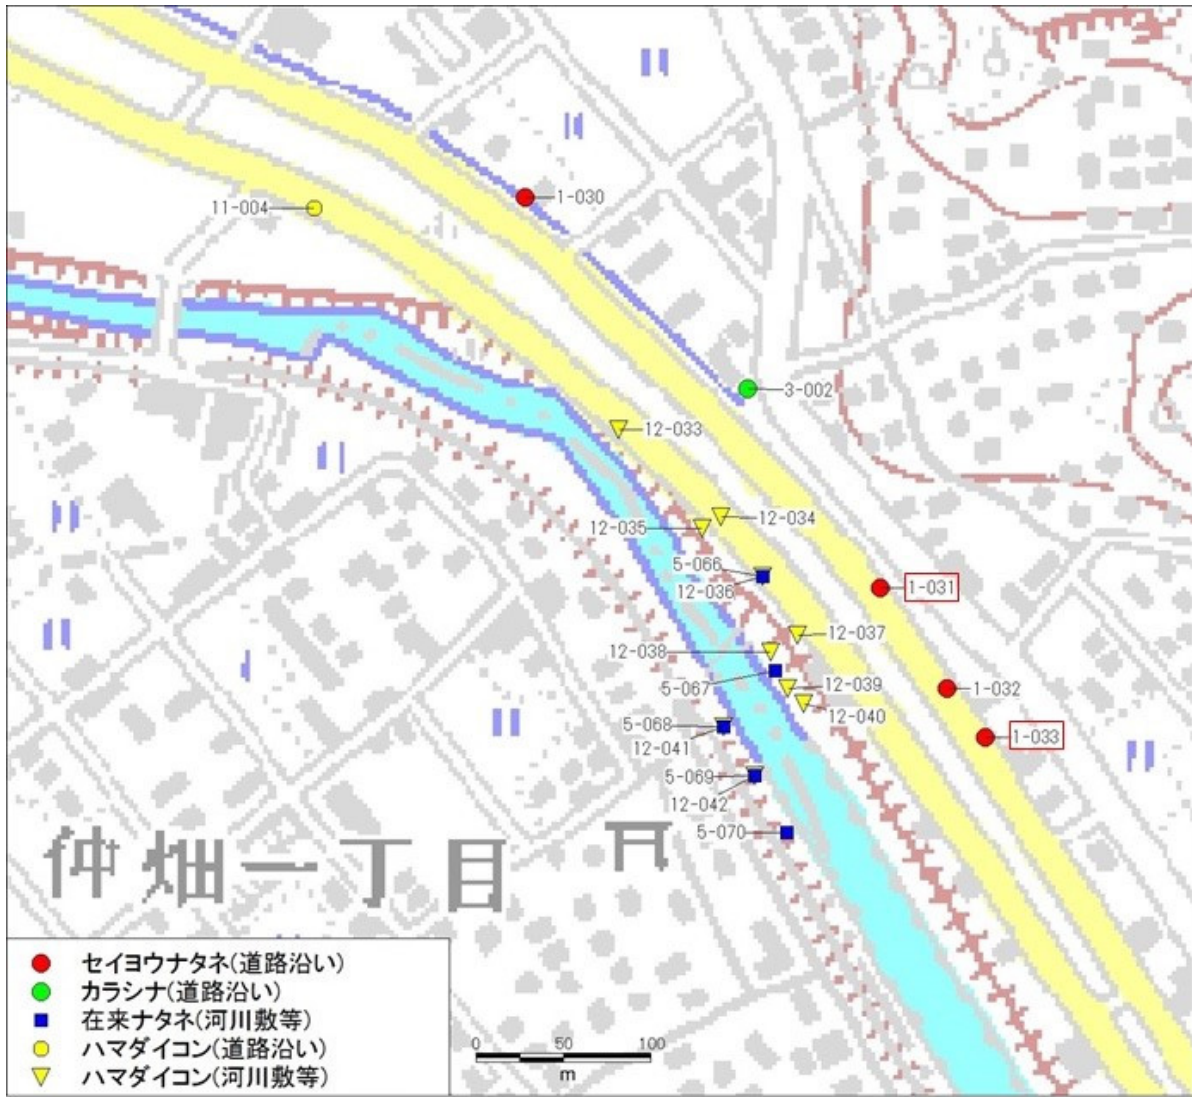 1-030
11-004
3-002
12-033
12-034
12-035
5-066
12-036
1-031
12-037
12-038
5-067
12-039
1-032
12-040
5-068
12-041
1-033
5-069
12-042
5-070
仲畑一丁目
セイヨウナタネ(道路沿い)
カラシナ(道路沿い)
在来ナタネ(河川敷等)
ハマダイコン(道路沿い)
ハマダイコン(河川敷等)
0 50 100
m